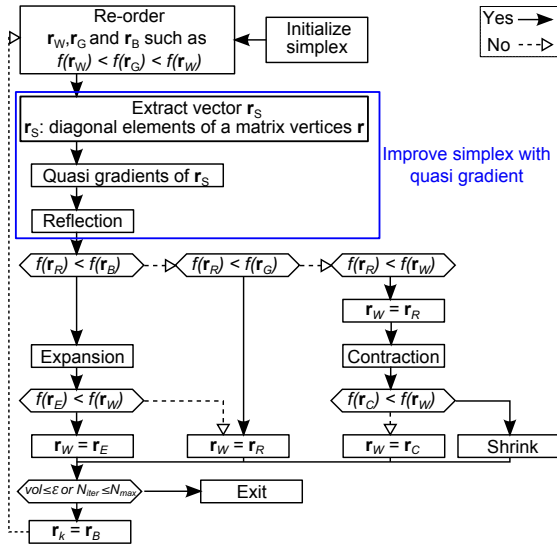 Re-order
r_W,r_G and r_B such as
f(r_W) < f(r_G) < f(r_W)
Initialize
simplex
Yes
No
Extract vector r_S
r_S: diagonal elements of a matrix vertices r
Quasi gradients of r_S
Reflection
Improve simplex with
quasi gradient
f(r_R) < f(r_B)
f(r_R) < f(r_G)
f(r_R) < f(r_W)
r_W = r_R
Expansion
Contraction
f(r_E) < f(r_W)
f(r_C) < f(r_W)
r_W = r_E
r_W = r_R
r_W = r_C
Shrink
vol≤ε or N_iter ≤N_max
Exit
r_k = r_B